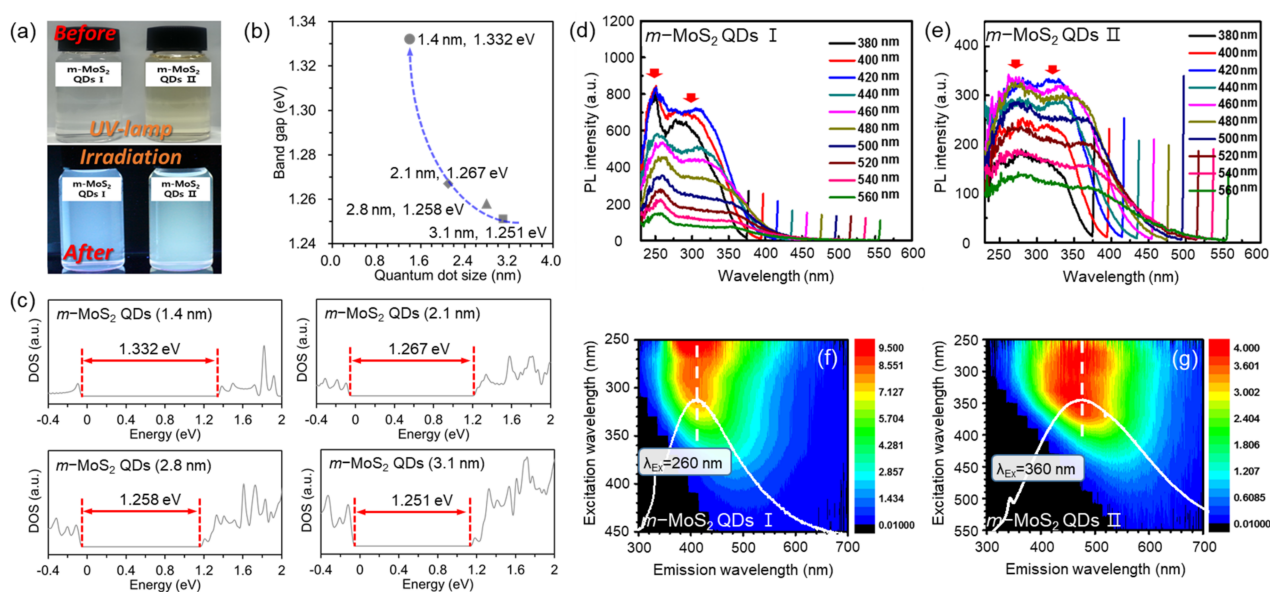 (a)
Before
m-MoS2
QDs I
m-MoS2
QDs II
UV-lamp
Irradiation
m-MoS2
QDs I
m-MoS2
QDs II
After
(b)
Band gap (eV)
1.34
1.32
1.30
1.28
1.26
1.24
1.4 nm, 1.332 eV
2.1 nm, 1.267 eV
2.8 nm, 1.258 eV
3.1 nm, 1.251 eV
0.0 0.8 1.6 2.4 3.2 4.0
Quantum dot size (nm)
(c)
DOS (a.u.)
m-MoS2 QDs (1.4 nm)
1.332 eV
-0.4 0 0.4 0.8 1.2 1.6 2
Energy (eV)
DOS (a.u.)
m-MoS2 QDs (2.1 nm)
1.267 eV
-0.4 0 0.4 0.8 1.2 1.6 2
Energy (eV)
DOS (a.u.)
m-MoS2 QDs (2.8 nm)
1.258 eV
-0.4 0 0.4 0.8 1.2 1.6 2
Energy (eV)
DOS (a.u.)
m-MoS2 QDs (3.1 nm)
1.251 eV
-0.4 0 0.4 0.8 1.2 1.6 2
Energy (eV)
(d)
m-MoS2 QDs I
PL intensity (a.u.)
1200
1000
800
600
400
200
0
380 nm
400 nm
420 nm
440 nm
460 nm
480 nm
500 nm
520 nm
540 nm
560 nm
250 300 350 400 450 500 550 600
Wavelength (nm)
(e)
m-MoS2 QDs II
PL intensity (a.u.)
400
300
200
100
0
380 nm
400 nm
420 nm
440 nm
460 nm
480 nm
500 nm
520 nm
540 nm
560 nm
250 300 350 400 450 500 550 600
Wavelength (nm)
(f)
Excitation wavelength (nm)
250
300
350
400
450
λEx=260 nm
m-MoS2 QDs I
300 400 500 600 700
Emission wavelength (nm)
9.500
8.551
7.127
5.704
4.281
2.857
1.434
0.01000
(g)
Excitation wavelength (nm)
250
300
350
400
450
500
550
λEx=360 nm
m-MoS2 QDs II
300 400 500 600 700
Emission wavelength (nm)
4.000
3.601
3.002
2.404
1.806
1.207
0.6085
0.01000